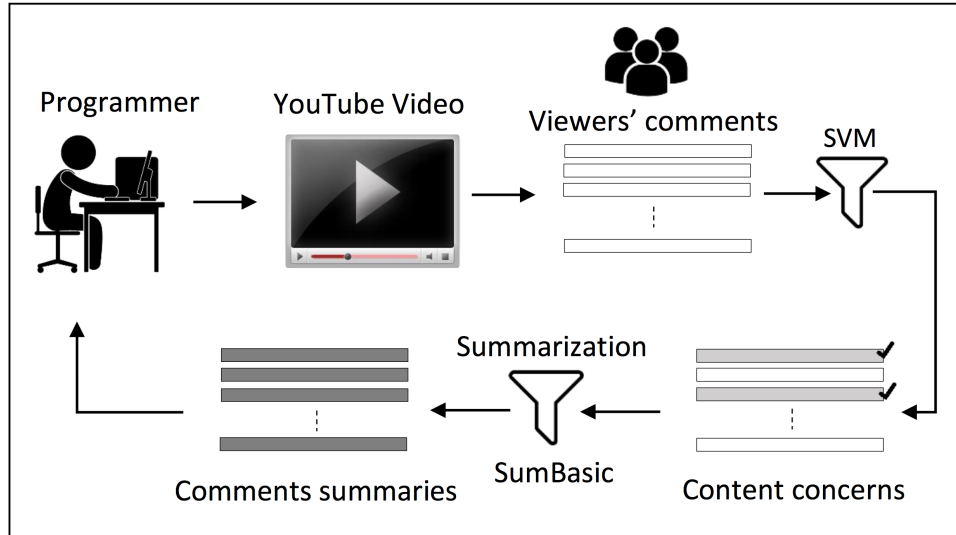 Programmer
YouTube Video
Viewers' comments
SVM
Summarization
SumBasic
Comments summaries
Content concerns